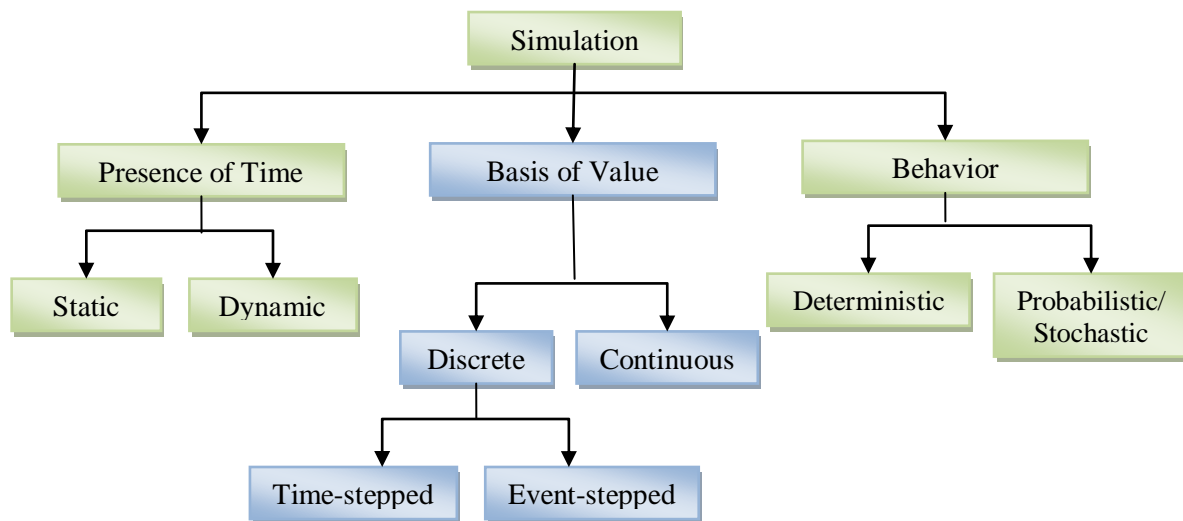 Simulation
Presence of Time
Basis of Value
Behavior
Static
Dynamic
Deterministic
Probabilistic/
Stochastic
Discrete
Continuous
Time-stepped
Event-stepped